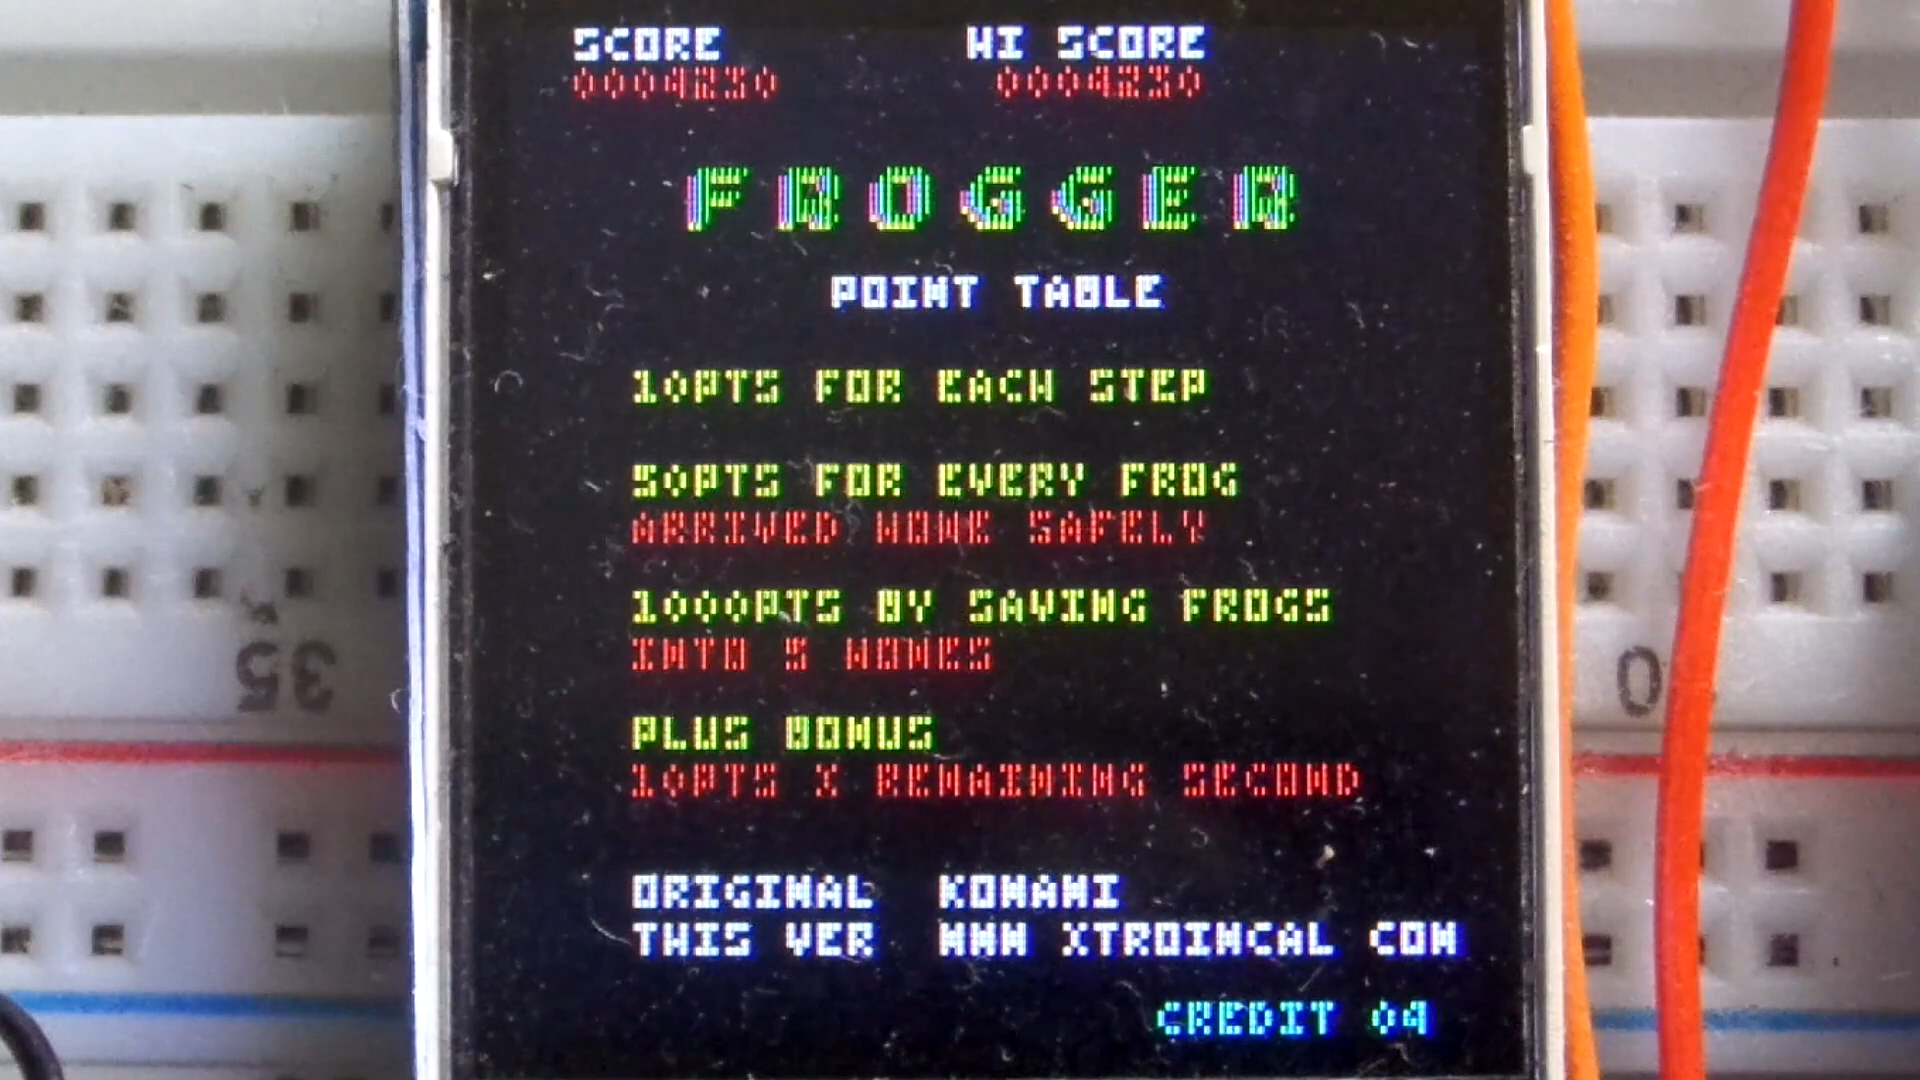 SCORE HI SCORE
0004230 0004230
FROGGER
POINT TABLE
10PTS FOR EACH STEP
50PTS FOR EVERY FROG
ARRIVED HOME SAFELY
1000PTS BY SAVING FROGS
INTO 5 HOMES
PLUS BONUS
10PTS X REMAINING SECOND
ORIGINAL KONAMI
THIS VER WWW XTROINCAL COM
CREDIT 04
35
0